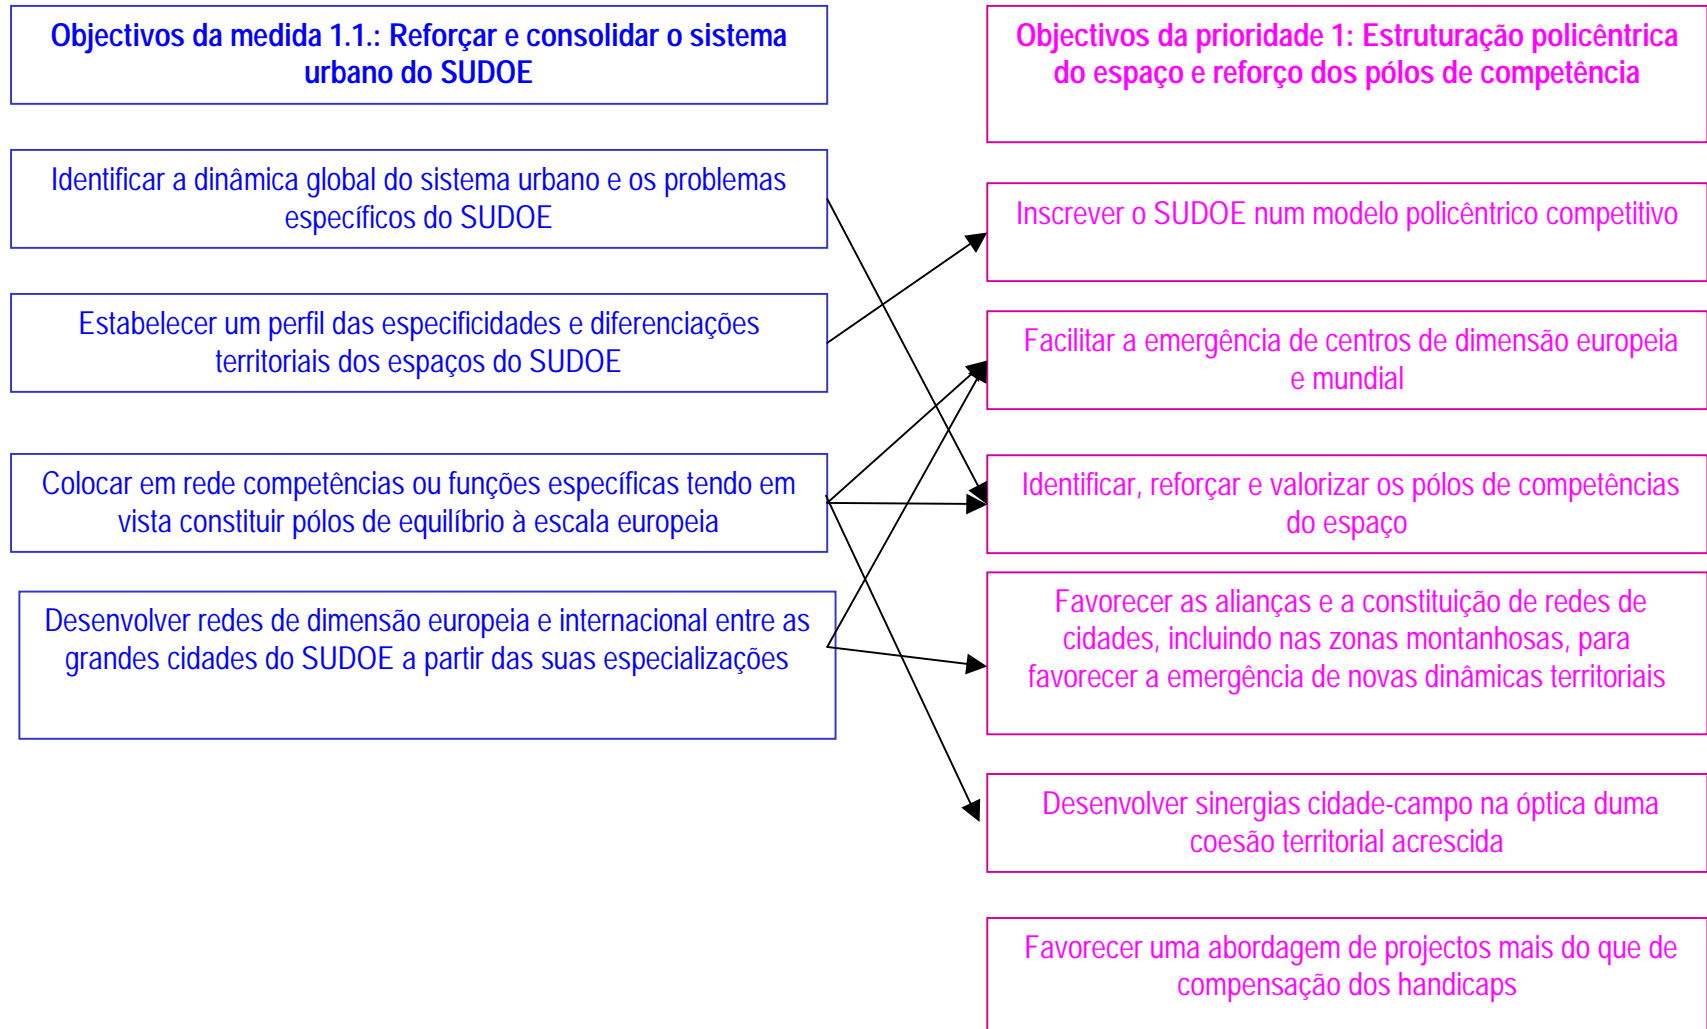 Objectivos da medida 1.1.: Reforçar e consolidar o sistema
urbano do SUDOE
Identificar a dinâmica global do sistema urbano e os problemas
específicos do SUDOE
Estabelecer um perfil das especificidades e diferenciações
territoriais dos espaços do SUDOE
Colocar em rede competências ou funções específicas tendo em
vista constituir pólos de equilíbrio à escala europeia
Desenvolver redes de dimensão europeia e internacional entre as
grandes cidades do SUDOE a partir das suas especializações
Objectivos da prioridade 1: Estruturação policêntrica
do espaço e reforço dos pólos de competência
Inscrever o SUDOE num modelo policêntrico competitivo
Facilitar a emergência de centros de dimensão europeia
e mundial
Identificar, reforçar e valorizar os pólos de competências
do espaço
Favorecer as alianças e a constituição de redes de
cidades, incluindo nas zonas montanhosas, para
favorecer a emergência de novas dinâmicas territoriais
Desenvolver sinergias cidade-campo na óptica duma
coesão territorial acrescida
Favorecer uma abordagem de projectos mais do que de
compensação dos handicaps